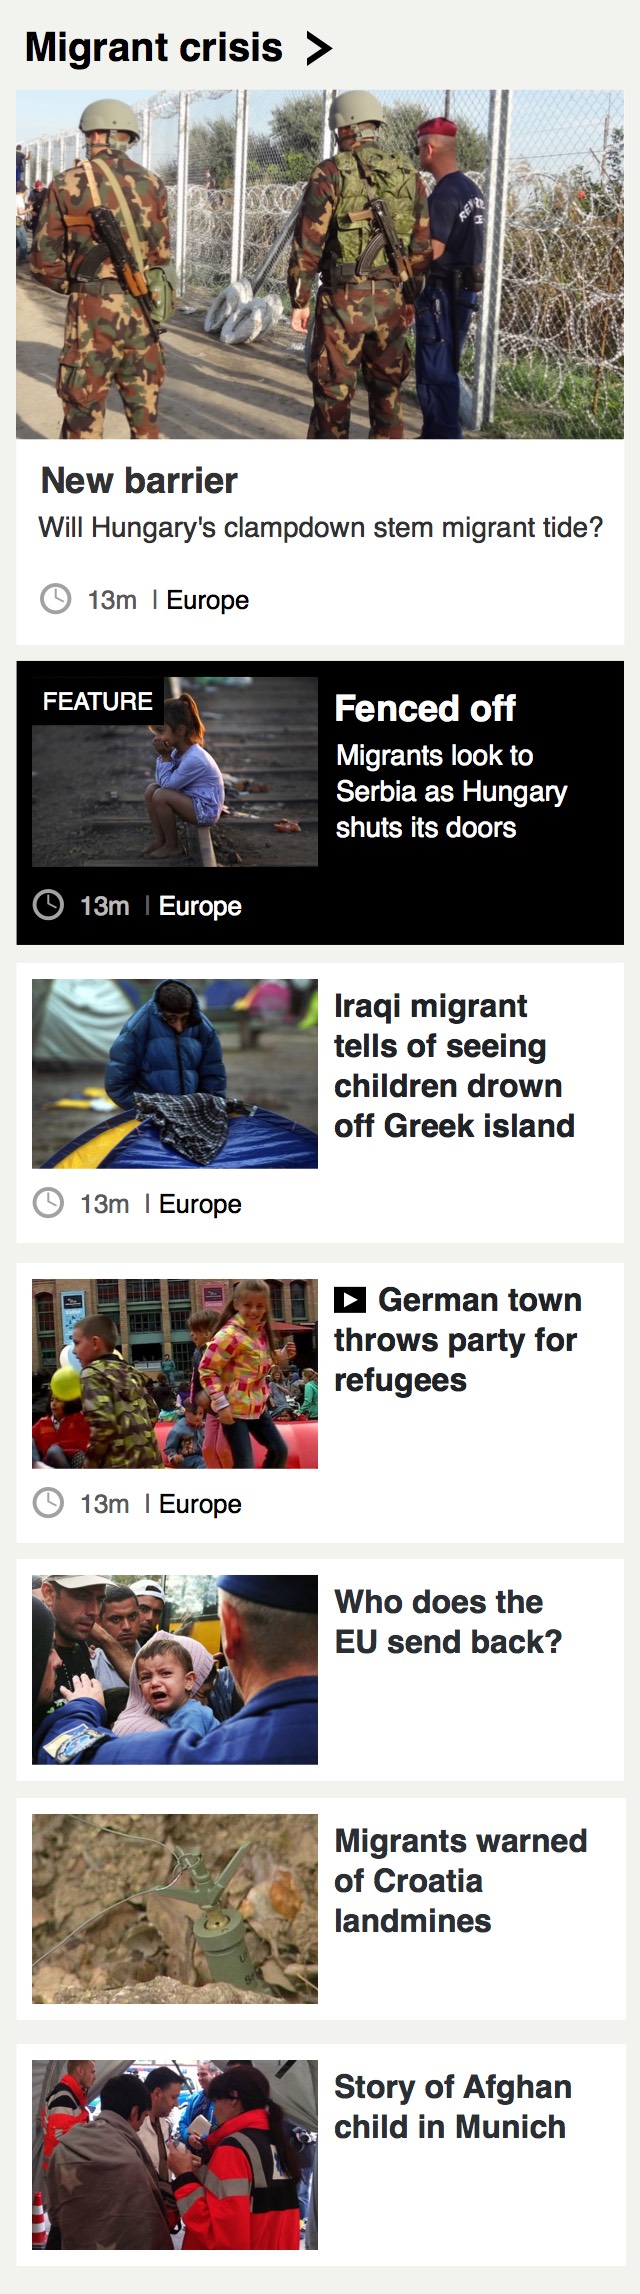 Migrant crisis
New barrier
Will Hungary's clampdown stem migrant tide?
13m | Europe
FEATURE
Fenced off
Migrants look to
Serbia as Hungary
shuts its doors
13m | Europe
Iraqi migrant
tells of seeing
children drown
off Greek island
13m | Europe
German town
throws party for
refugees
13m | Europe
Who does the
EU send back?
Migrants warned
of Croatia
landmines
Story of Afghan
child in Munich